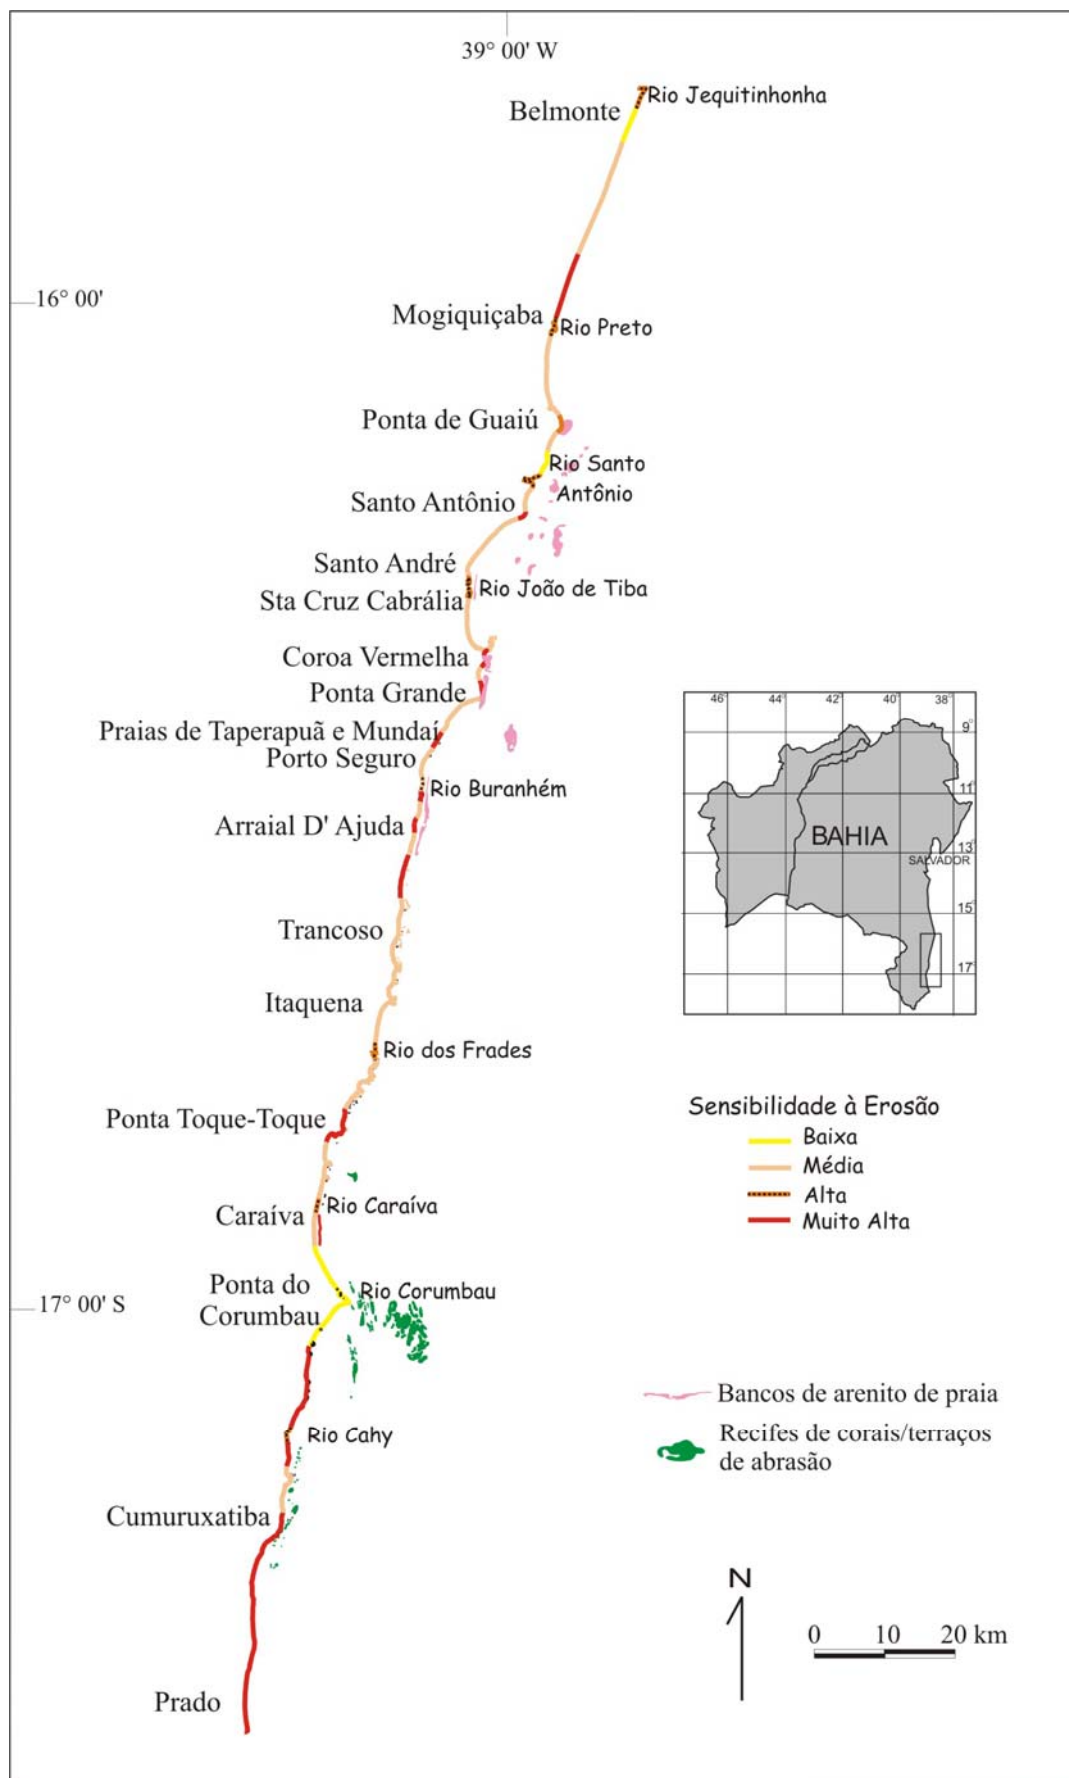 39° 00' W
Rio Jequitinhonha
Belmonte
16° 00'
Mogiquiçaba
Rio Preto
Ponta de Guaiú
Rio Santo
Antônio
Santo Antônio
Santo André
Rio João de Tiba
Sta Cruz Cabrália
Coroa Vermelha
Ponta Grande
Praias de Taperapuã e Mundaí
Porto Seguro
Rio Buranhém
Arraial D' Ajuda
Trancoso
Itaquena
Rio dos Frades
Ponta Toque-Toque
Rio Caraíva
Caraíva
Ponta do
Corumbau
Rio Corumbau
17° 00' S
Rio Cahy
Cumuruxatiba
Prado
46° 44° 42° 40° 38°
9°
11°
BAHIA
13°
SALVADOR
15°
17°
Sensibilidade à Erosão
Baixa
Média
Alta
Muito Alta
Bancos de arenito de praia
Recifes de corais/terraços
de abrasão
N
0 10 20 km